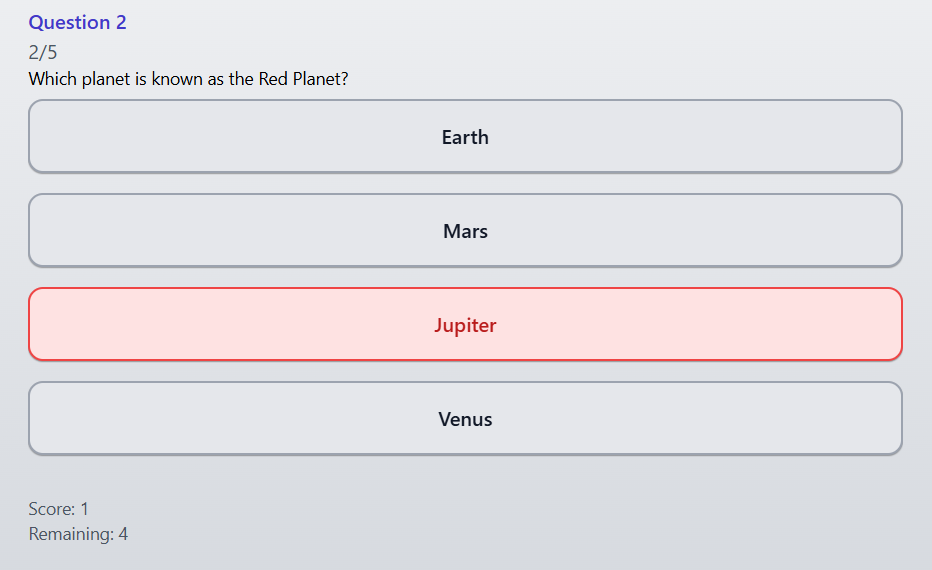 Question 2
2/5
Which planet is known as the Red Planet?
Earth
Mars
Jupiter
Venus
Score: 1
Remaining: 4